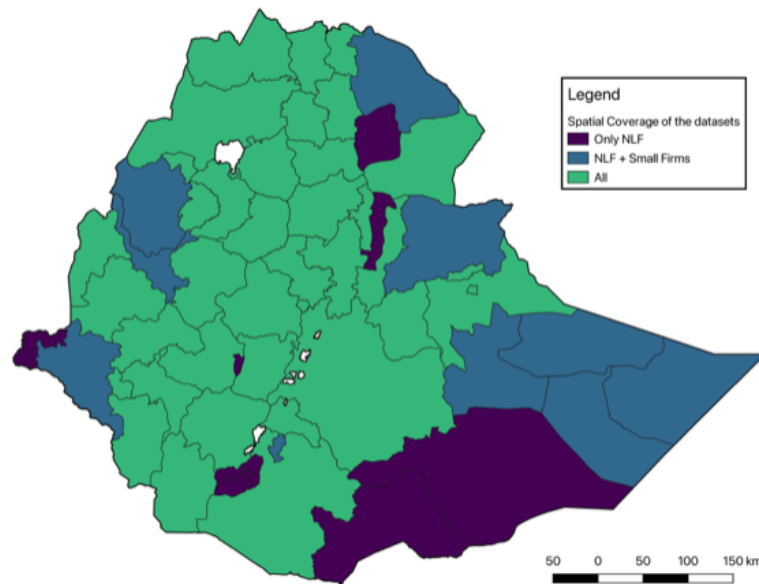 Legend
Spatial Coverage of the datasets
Only NLF
NLF + Small Firms
All
50 0 50 100 150 km